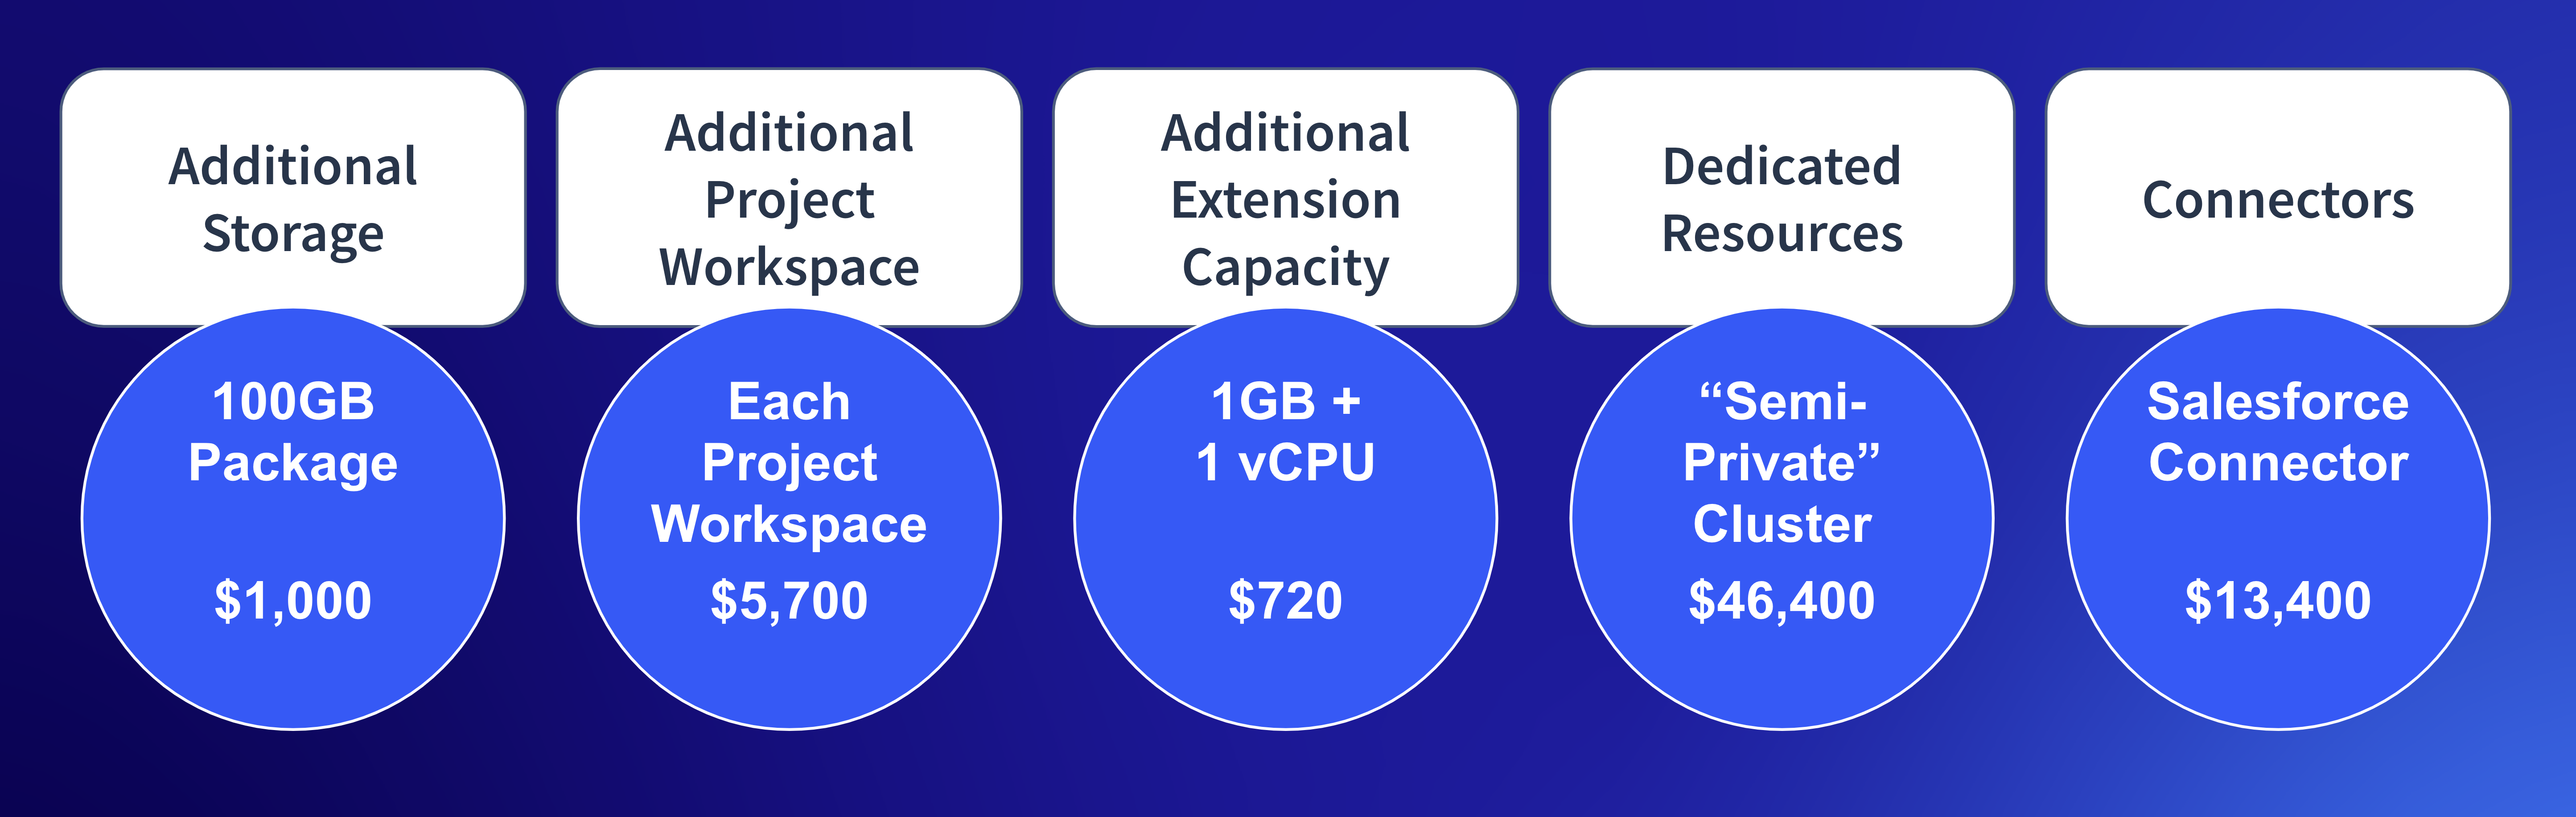 Additional
Storage
100GB
Package
$1,000
Additional
Project
Workspace
Each
Project
Workspace
$5,700
Additional
Extension
Capacity
1GB +
1 vCPU
$720
Dedicated
Resources
“Semi-
Private”
Cluster
$46,400
Connectors
Salesforce
Connector
$13,400